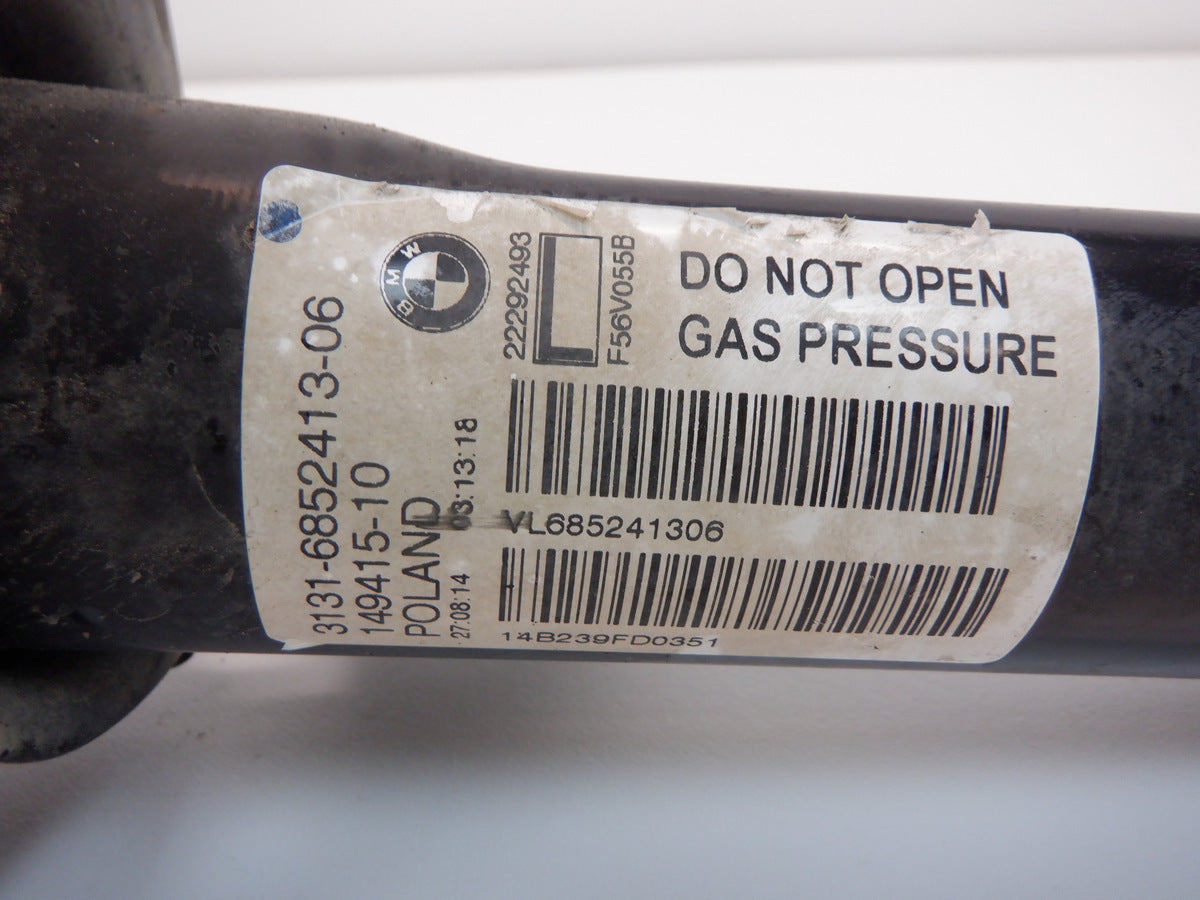 BMW
22292493
L
F56V055B
DO NOT OPEN
GAS PRESSURE
3131-6852413-06
149415-10
POLAND
03:13:18
27:08:14
VL685241306
14B239FD0351